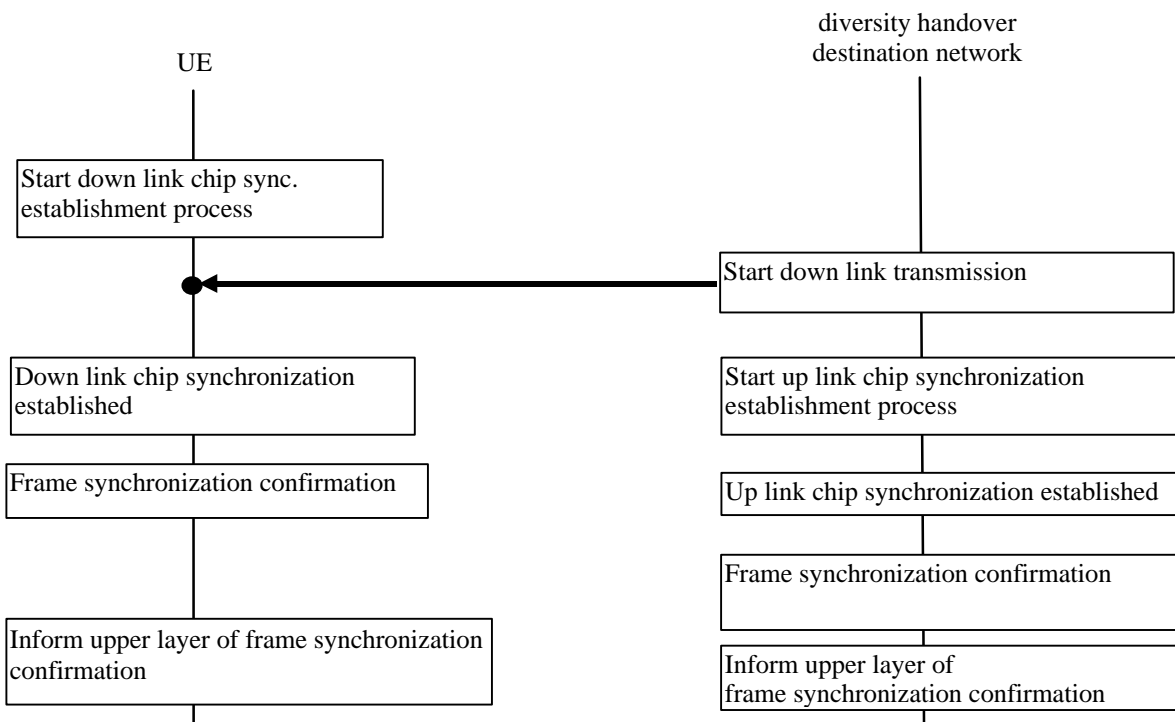 diversity handover
destination network
UE
Start down link chip sync.
establishment process
Start down link transmission
Down link chip synchronization
established
Start up link chip synchronization
establishment process
Frame synchronization confirmation
Up link chip synchronization established
Frame synchronization confirmation
Inform upper layer of frame synchronization
confirmation
Inform upper layer of
frame synchronization confirmation